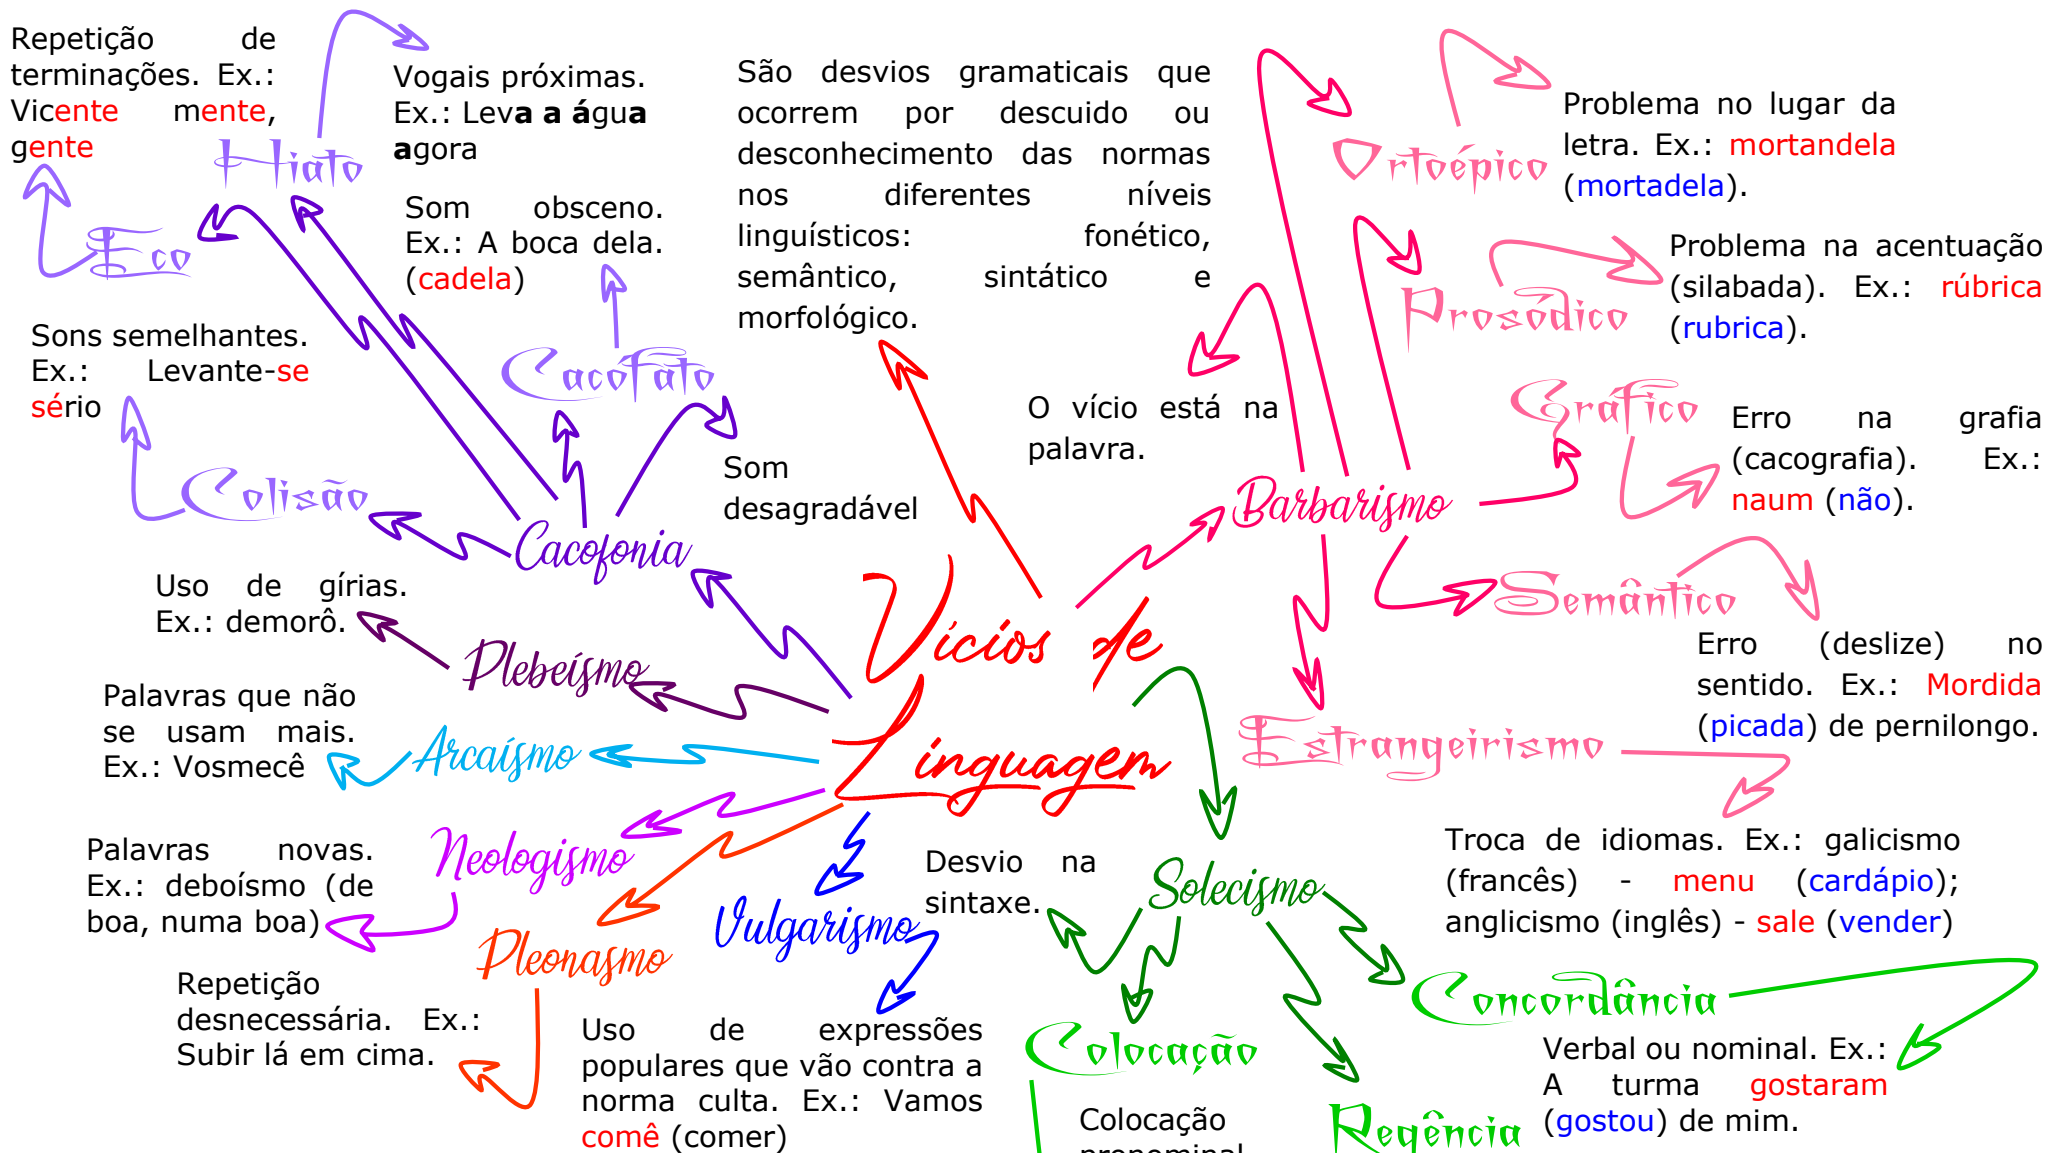 Repetição de
terminações. Ex.:
Vicente mente,
gente
Hiato
Vogais próximas.
Ex.: Leva a água
agora
Eco
Som obsceno.
Ex.: A boca dela.
(cadela)
Cacófato
Sons semelhantes.
Ex.: Levante-se
sério
Colisão
Som
desagradável
Cacofonia
São desvios gramaticais que
ocorrem por descuido ou
desconhecimento das normas
nos diferentes níveis
linguísticos: fonético,
semântico, sintático e
morfológico.
Ortoépico
Problema no lugar da
letra. Ex.: mortandela
(mortadela).
Prosódico
Problema na acentuação
(silabada). Ex.: rúbrica
(rubrica).
O vício está na
palavra.
Barbarismo
Gráfico
Erro na grafia
(cacografia). Ex.:
naum (não).
Semântico
Erro (deslize) no
sentido. Ex.: Mordida
(picada) de pernilongo.
Estrangeirismo
Troca de idiomas. Ex.: galicismo
(francês) - menu (cardápio);
anglicismo (inglês) - sale (vender)
Vícios de
Linguagem
Uso de gírias.
Ex.: demorô.
Plebeísmo
Palavras que não
se usam mais.
Ex.: Vosmecê
Arcaísmo
Palavras novas.
Ex.: deboísmo (de
boa, numa boa)
Neologismo
Pleonasmo
Repetição
desnecessária. Ex.:
Subir lá em cima.
Vulgarismo
Uso de expressões
populares que vão contra a
norma culta. Ex.: Vamos
comê (comer)
Desvio na
sintaxe.
Solecismo
Concordância
Verbal ou nominal. Ex.:
A turma gostaram
(gostou) de mim.
Colocação
Colocação
pronominal
Regência